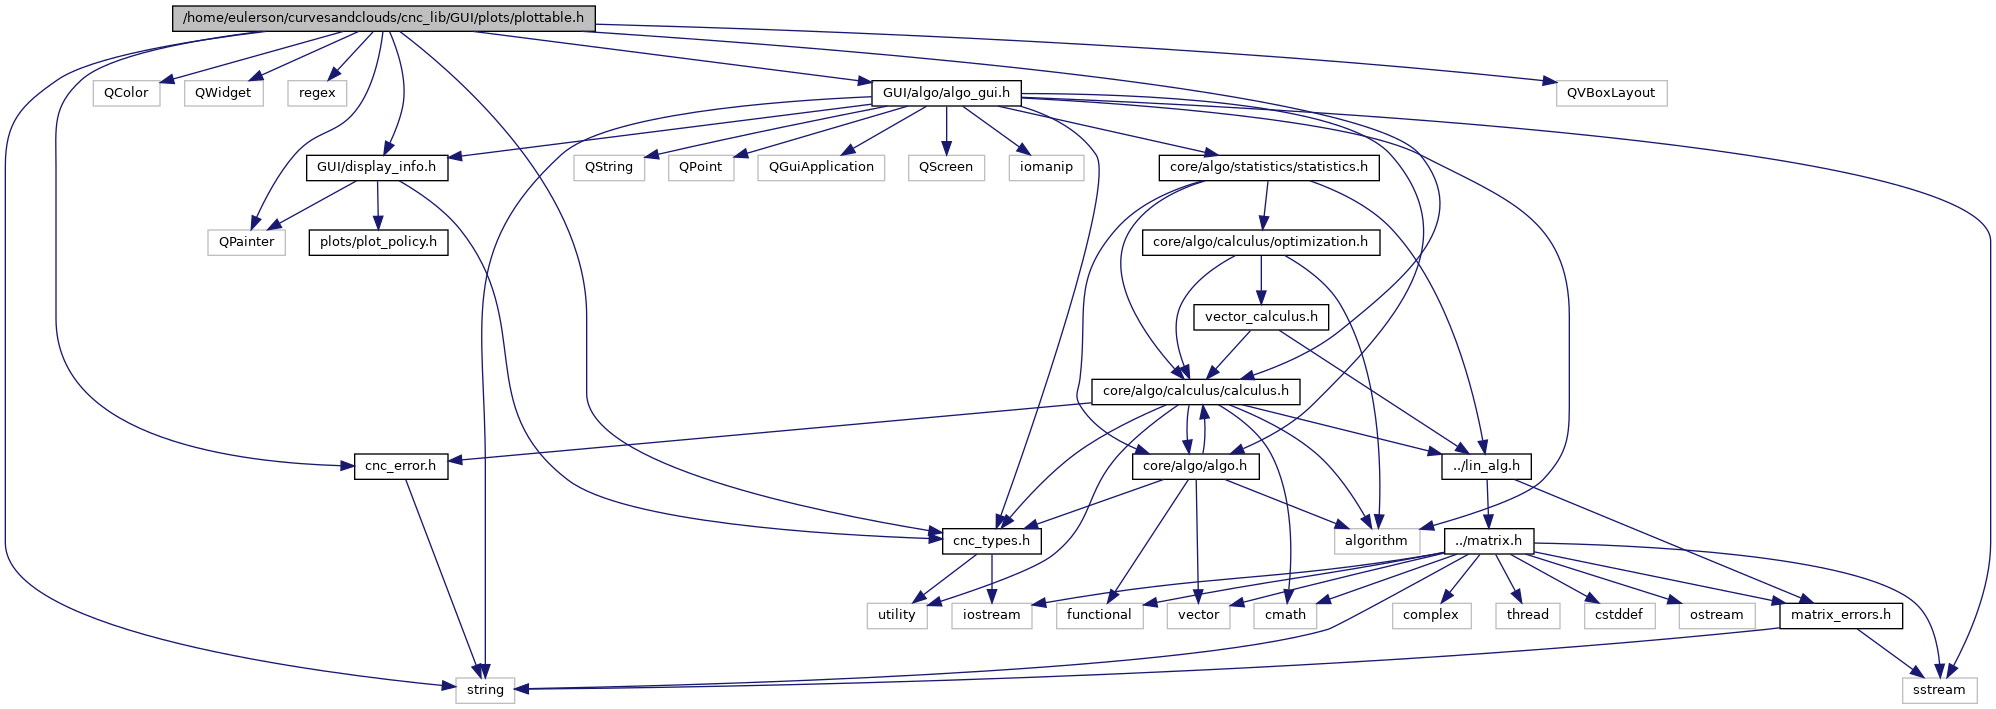 /home/eulerson/curvesandclouds/cnc_lib/GUI/plots/plottable.h
QColor
QWidget
regex
GUI/algo/algo_gui.h
QVBoxLayout
GUI/display_info.h
QString
QPoint
QGuiApplication
QScreen
iomanip
core/algo/statistics/statistics.h
QPainter
plots/plot_policy.h
core/algo/calculus/optimization.h
vector_calculus.h
core/algo/calculus/calculus.h
cnc_error.h
core/algo/algo.h
../lin_alg.h
cnc_types.h
algorithm
../matrix.h
utility
iostream
functional
vector
cmath
complex
thread
cstddef
ostream
matrix_errors.h
string
sstream